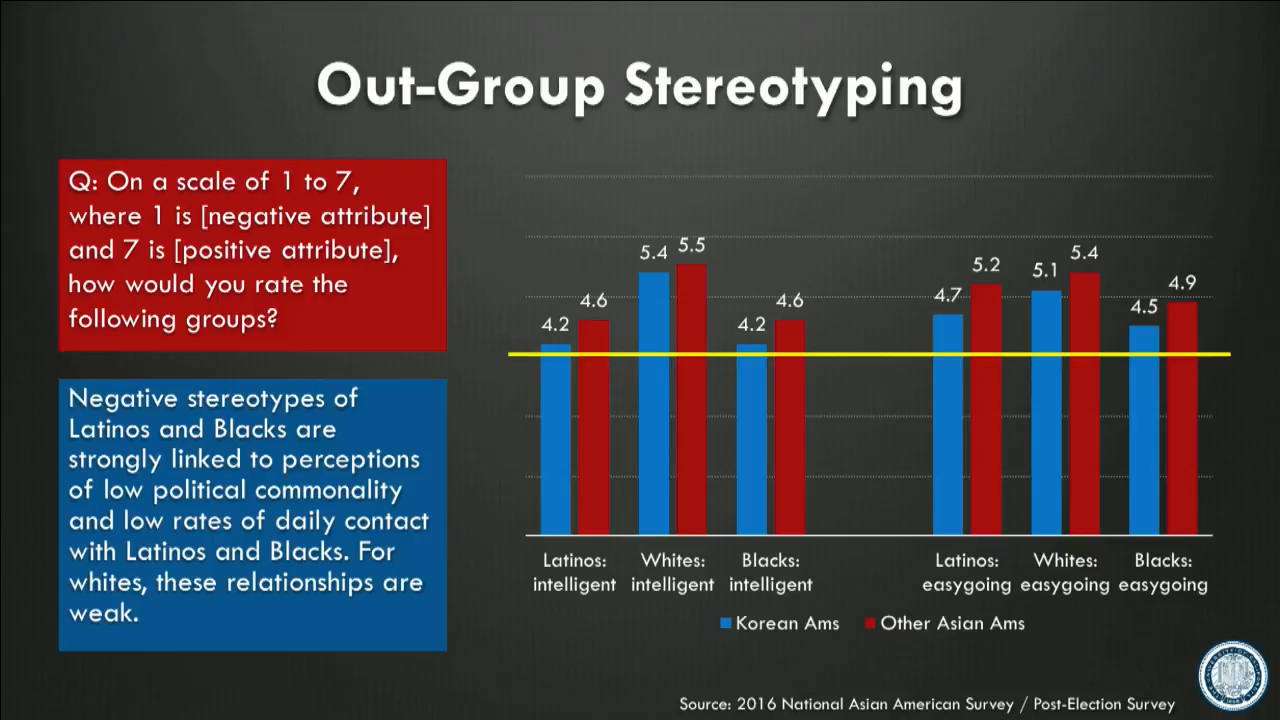 Out-Group Stereotyping
Q: On a scale of 1 to 7,
where 1 is [negative attribute]
and 7 is [positive attribute],
how would you rate the
following groups?
Negative stereotypes of
Latinos and Blacks are
strongly linked to perceptions
of low political commonality
and low rates of daily contact
with Latinos and Blacks. For
whites, these relationships are
weak.
4.2
4.6
5.4
5.5
4.2
4.6
4.7
5.2
5.1
5.4
4.5
4.9
Latinos:
intelligent
Whites:
intelligent
Blacks:
intelligent
Latinos:
easygoing
Whites:
easygoing
Blacks:
easygoing
Korean Ams
Other Asian Ams
Source: 2016 National Asian American Survey / Post-Election Survey